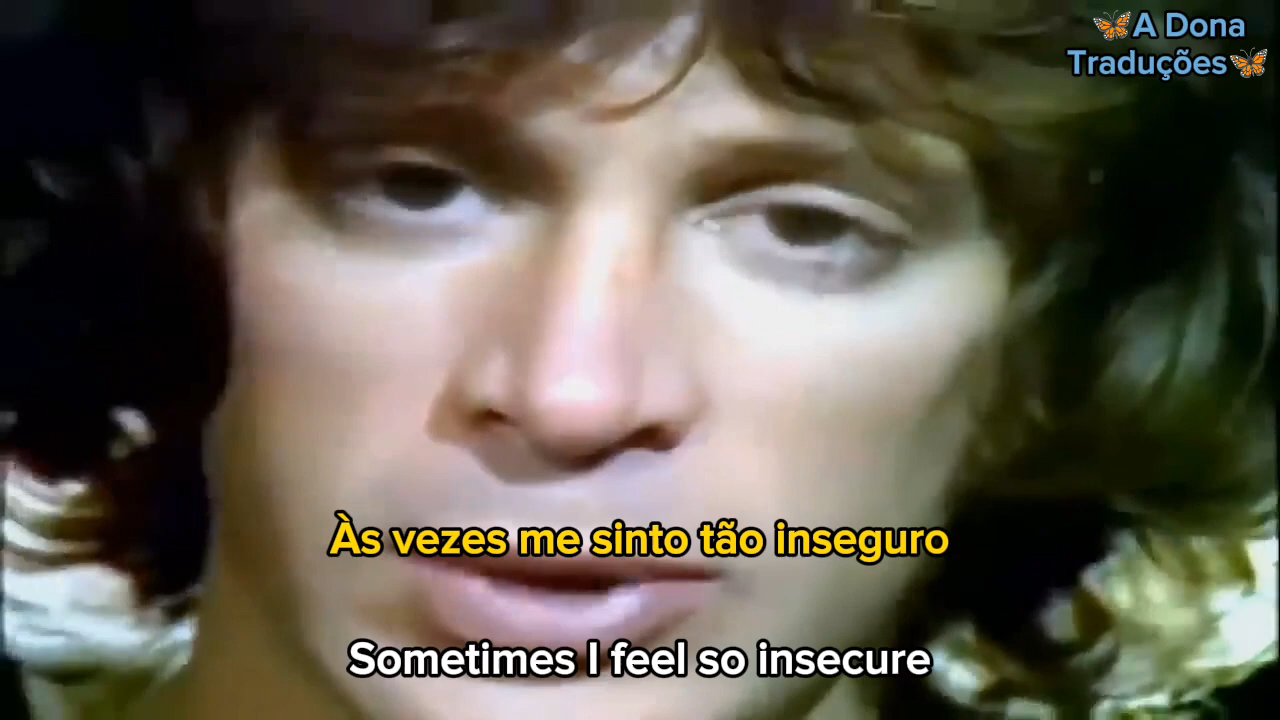 🦋A Dona
Traduções🦋
Às vezes me sinto tão inseguro
Sometimes I feel so insecure